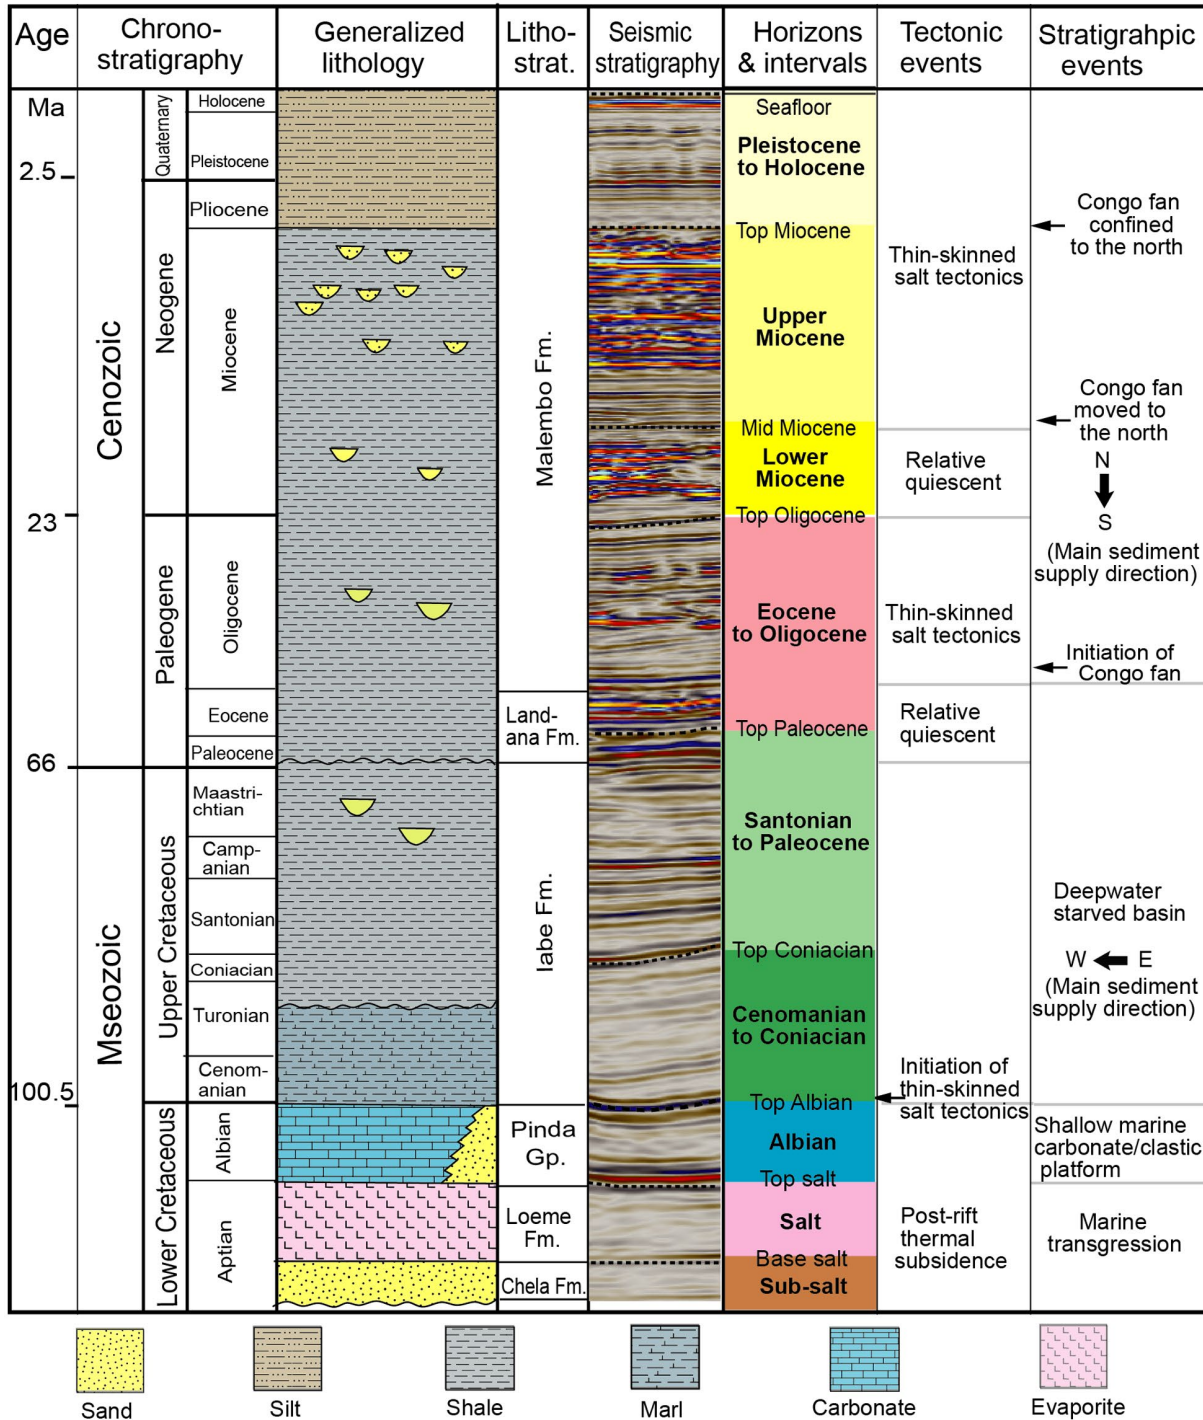 Age
Chrono-
stratigraphy
Generalized
lithology
Litho-
strat.
Seismic
stratigraphy
Horizons
& intervals
Tectonic
events
Stratigrahpic
events
Ma
2.5
23
66
100.5
Cenozoic
Mseozoic
Quaternary
Neogene
Paleogene
Upper Cretaceous
Lower Cretaceous
Holocene
Pleistocene
Pliocene
Miocene
Oligocene
Eocene
Paleocene
Maastri-
chtian
Camp-
anian
Santonian
Coniacian
Turonian
Cenom-
anian
Albian
Aptian
Malembo Fm.
Land-
ana Fm.
Iabe Fm.
Pinda
Gp.
Loeme
Fm.
Chela Fm.
Seafloor
Pleistocene
to Holocene
Top Miocene
Upper
Miocene
Mid Miocene
Lower
Miocene
Top Oligocene
Eocene
to Oligocene
Top Paleocene
Santonian
to Paleocene
Top Coniacian
Cenomanian
to Coniacian
Top Albian
Albian
Top salt
Salt
Base salt
Sub-salt
Thin-skinned
salt tectonics
Relative
quiescent
Thin-skinned
salt tectonics
Relative
quiescent
Initiation of
thin-skinned
salt tectonics
Post-rift
thermal
subsidence
Congo fan
confined
to the north
Congo fan
moved to
the north
N
S
(Main sediment
supply direction)
Initiation of
Congo fan
Deepwater
starved basin
W E
(Main sediment
supply direction)
Shallow marine
carbonate/clastic
platform
Marine
transgression
Sand
Silt
Shale
Marl
Carbonate
Evaporite